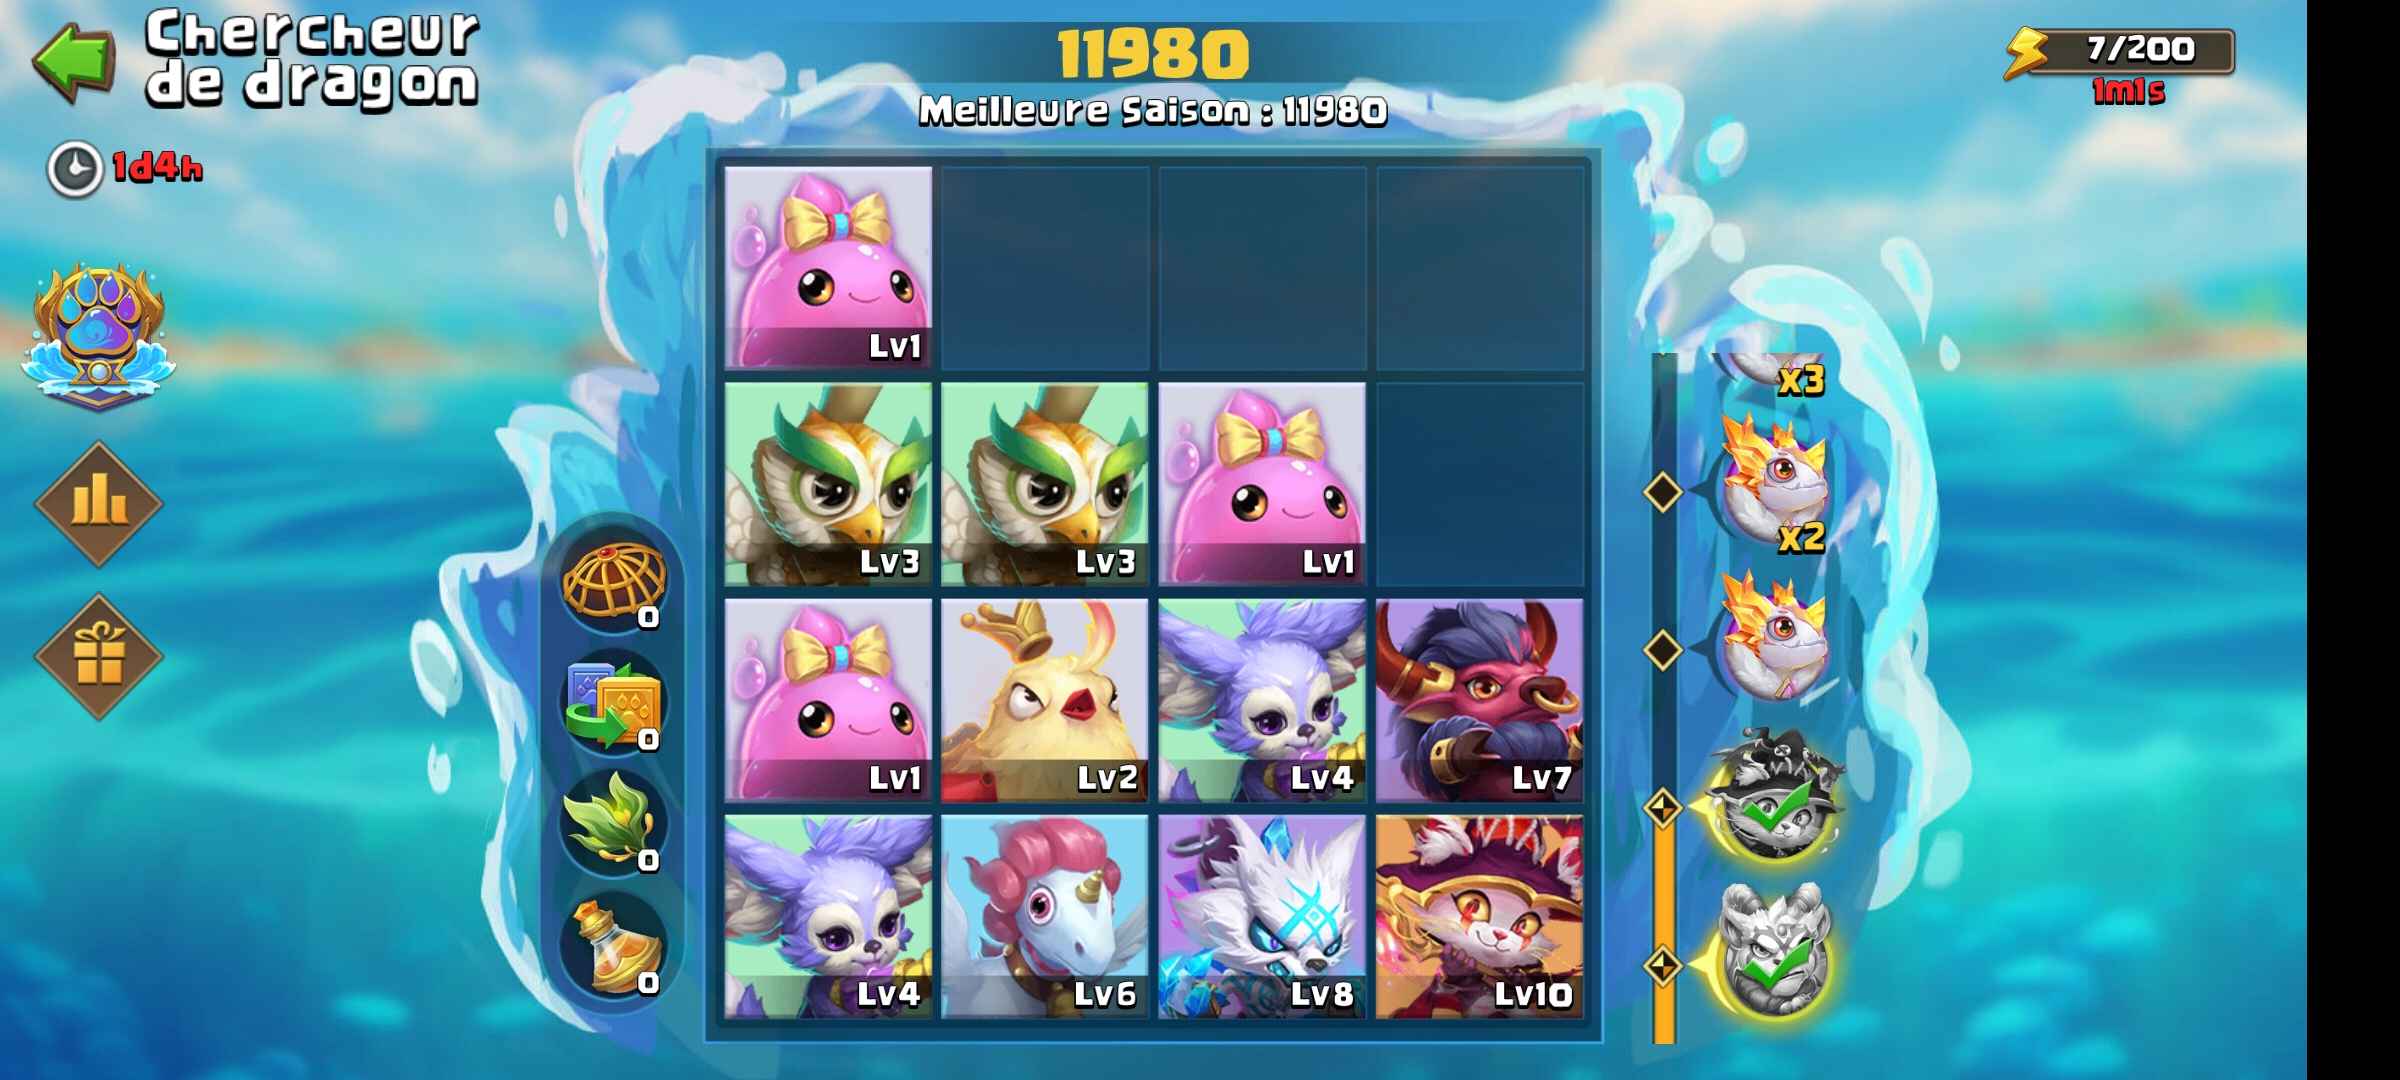 Chercheur
de dragon
11980
Meilleure Saison : 11980
7/200
1m1s
1d4h
Lv1
Lv3
Lv3
Lv1
Lv1
Lv2
Lv4
Lv7
Lv4
Lv6
Lv8
Lv10
0
0
0
0
x3
x2